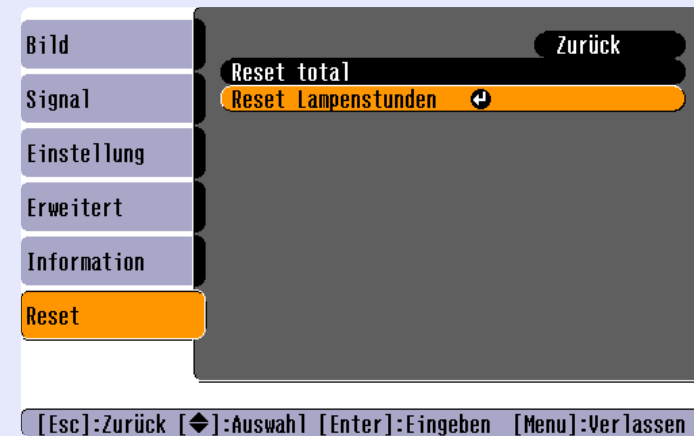 Bild
Signal
Einstellung
Erweitert
Information
Reset
Zurück
Reset total
Reset Lampenstunden
[Esc]:Zurück [◆]:Auswahl [Enter]:Eingeben [Menu]:Verlassen